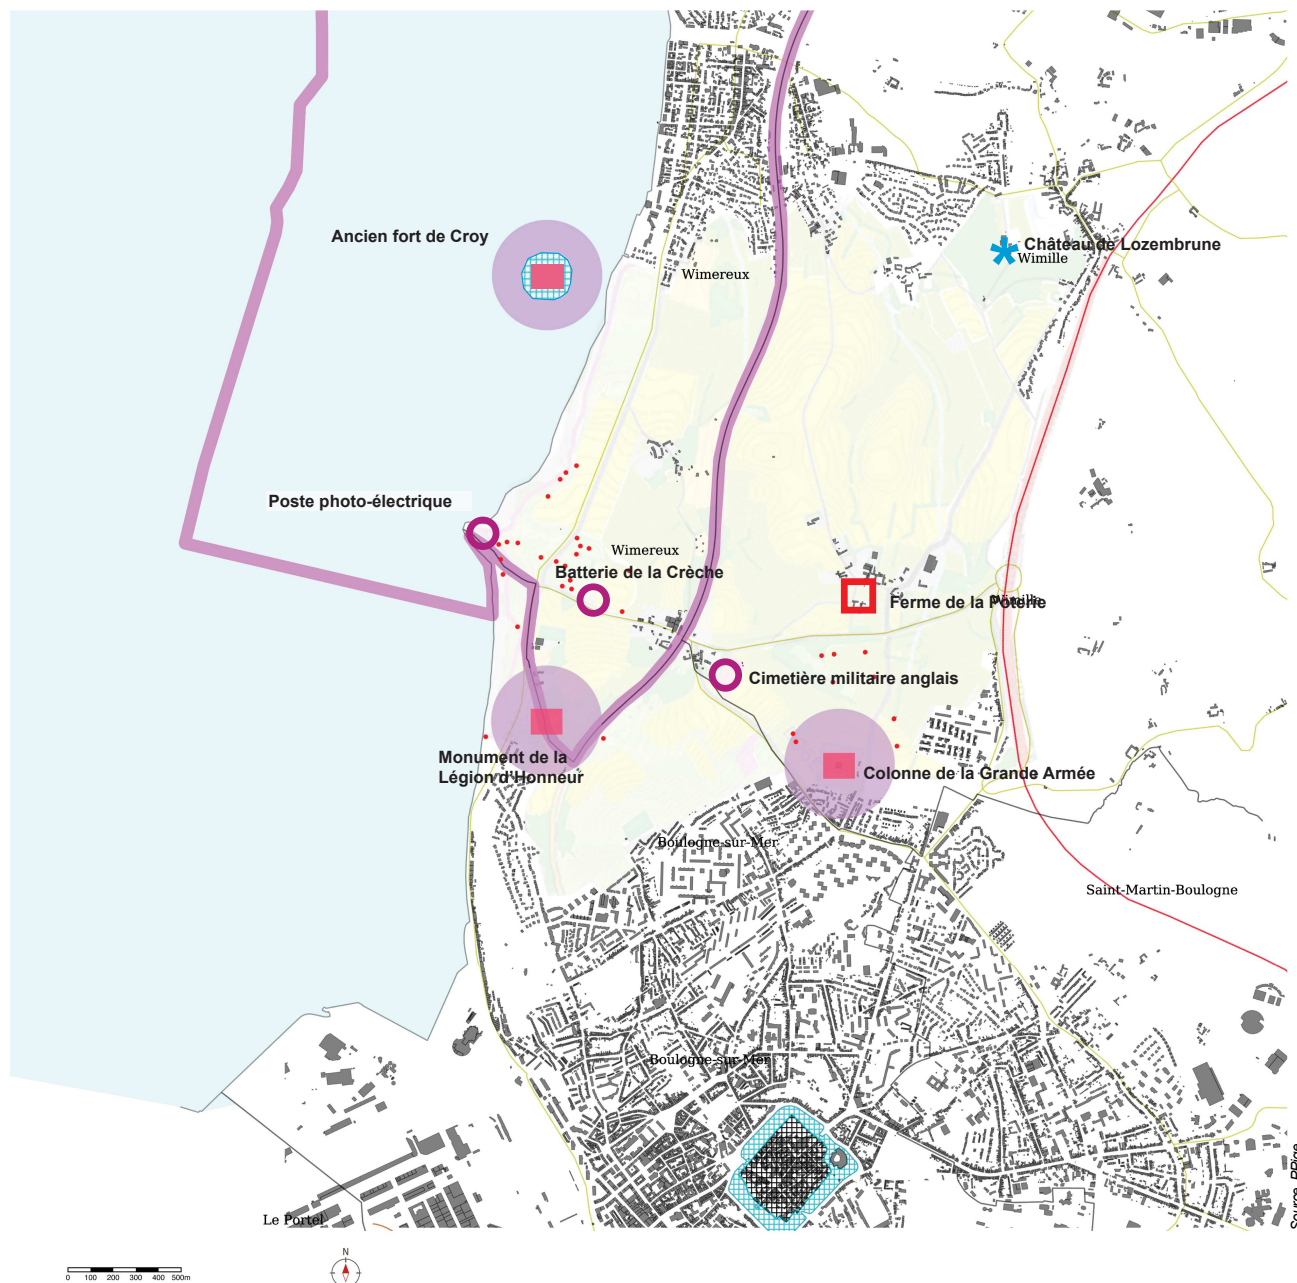 Ancien fort de Croy
Château de Lozembrune
Wimille
Wimereux
Poste photo-électrique
Wimereux
Batterie de la Crèche
Ferme de la Poterie
Wimille
Cimetière militaire anglais
Monument de la
Légion d'Honneur
Colonne de la Grande Armée
Boulogne-sur-Mer
Saint-Martin-Boulogne
Boulogne-sur-Mer
Le Portel
N
0 100 200 300 400 500m